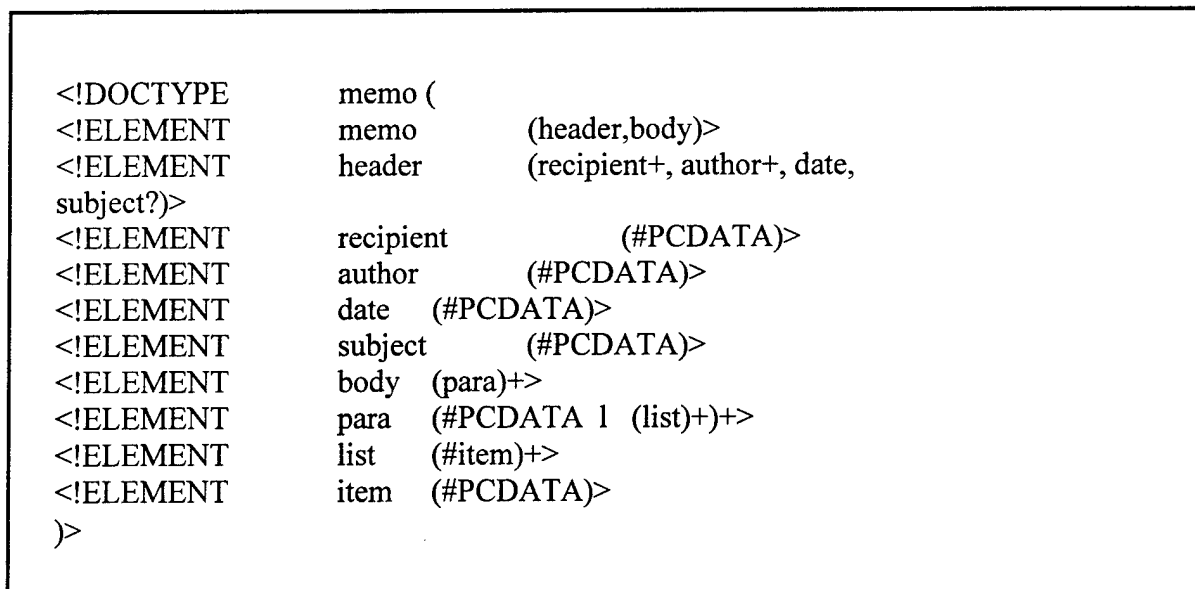 <!DOCTYPE memo (
<!ELEMENT memo (header,body)>
<!ELEMENT header (recipient+, author+, date,
subject?)>
<!ELEMENT recipient (#PCDATA)>
<!ELEMENT author (#PCDATA)>
<!ELEMENT date (#PCDATA)>
<!ELEMENT subject (#PCDATA)>
<!ELEMENT body (para)+>
<!ELEMENT para (#PCDATA l (list)+)+>
<!ELEMENT list (#item)+>
<!ELEMENT item (#PCDATA)>
)>